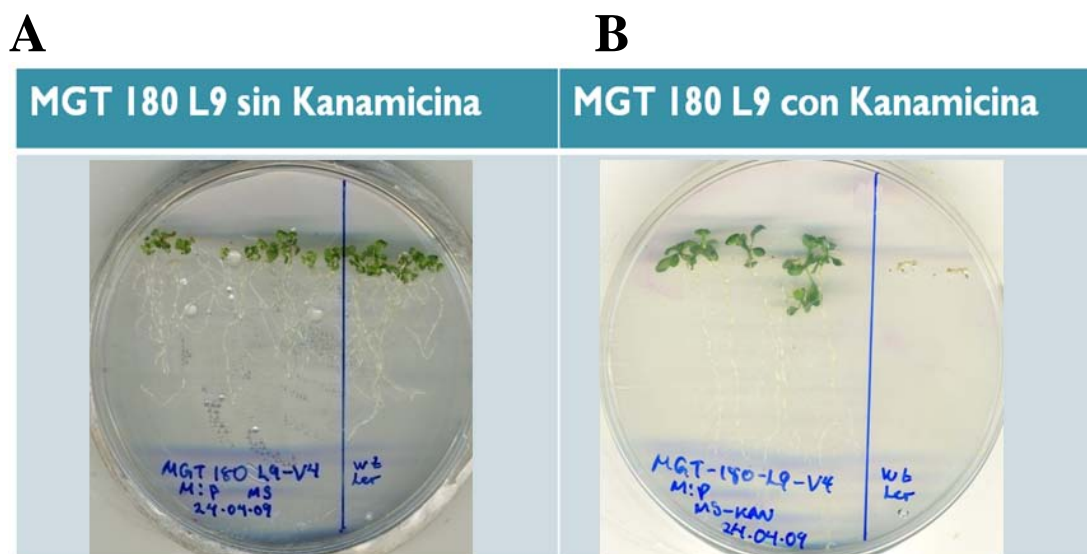 A
B
MGT 180 L9 sin Kanamicina
MGT 180 L9 con Kanamicina
MGT 180 L9-V4
M:P MS
24-04-09
wt
Ler
MGT-180-L9-V4
M:P
MS-KAN
24.04.09
wt
Ler